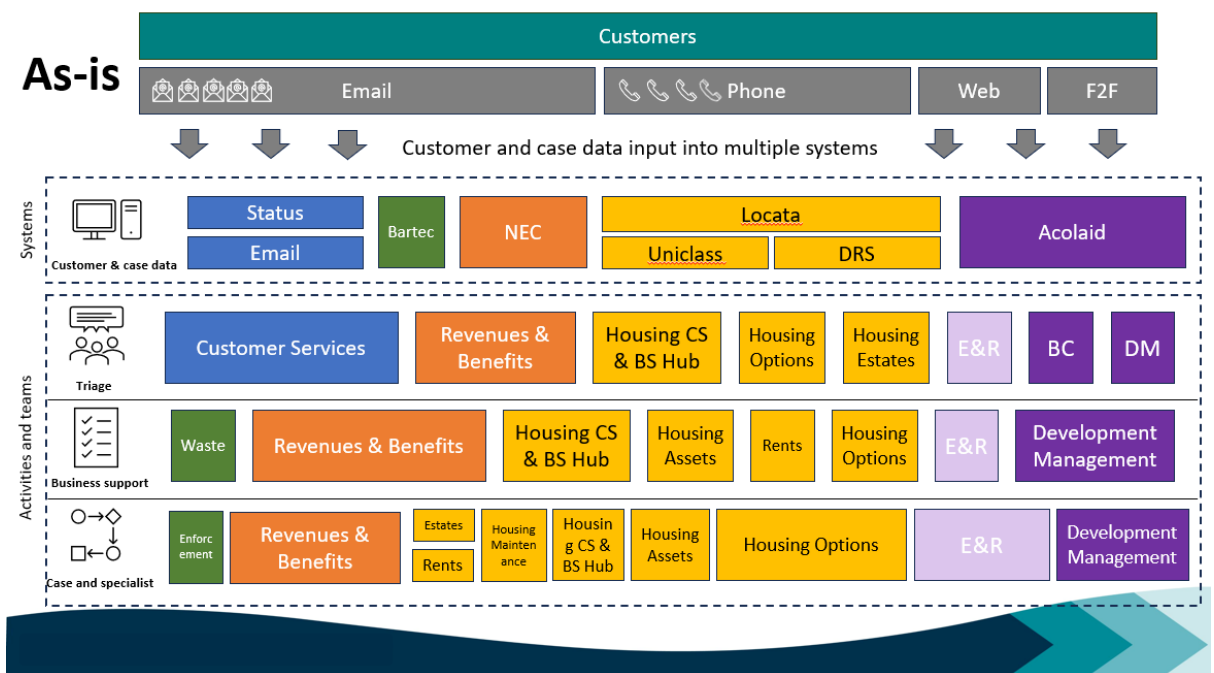 As-is
Customers
Email
Phone
Web
F2F
Customer and case data input into multiple systems
Systems
Customer & case data
Status
Email
Bartec
NEC
Locata
Uniclass
DRS
Acolaid
Activities and teams
Triage
Customer Services
Revenues &
Benefits
Housing CS
& BS Hub
Housing
Options
Housing
Estates
E&R
BC
DM
Business support
Waste
Revenues & Benefits
Housing CS
& BS Hub
Housing
Assets
Rents
Housing
Options
E&R
Development
Management
Case and specialist
Enforc
ement
Revenues &
Benefits
Estates
Rents
Housing
Mainten
ance
Housin
g CS &
BS Hub
Housing
Assets
Housing Options
E&R
Development
Management